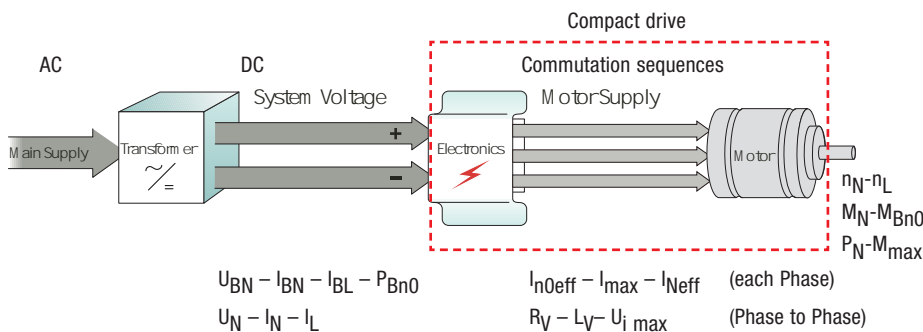 Compact drive
AC DC Commutation sequences
System Voltage MotorSupply
+
Main Supply Transformer Electronics Motor
~/=
-
nN-nL
MN-MBn0
PN-Mmax
UBN – IBN – IBL – PBn0 In0eff – Imax – INeff (each Phase)
UN – IN – IL RV – LV– Ui max (Phase to Phase)